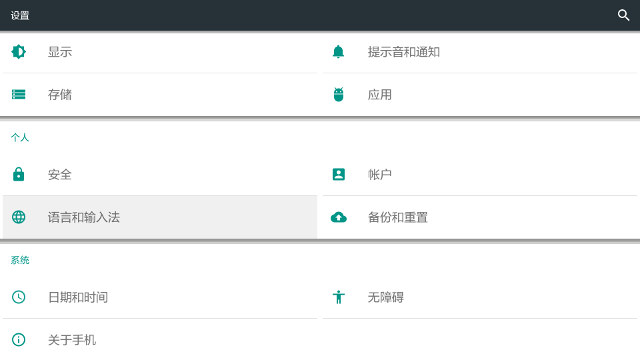 设置
显示
提示音和通知
存储
应用
个人
安全
帐户
语言和输入法
备份和重置
系统
日期和时间
无障碍
关于手机